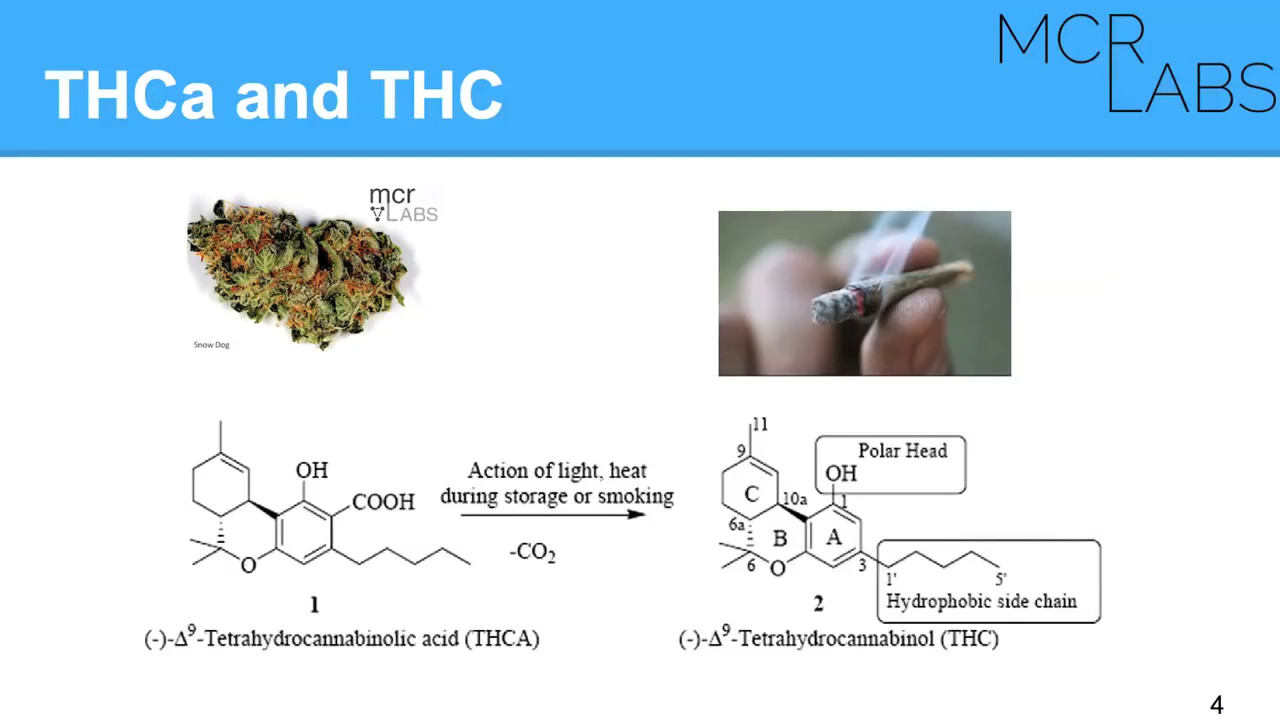 MCR
LABS
THCa and THC
mcr
LABS
Snow Dog
OH
COOH
O
1
(-)-Δ⁹-Tetrahydrocannabinolic acid (THCA)
Action of light, heat
during storage or smoking
-CO₂
11
9
Polar Head
OH
C
10a
1
6a
B
A
6
O
3
1'
5'
Hydrophobic side chain
2
(-)-Δ⁹-Tetrahydrocannabinol (THC)
4